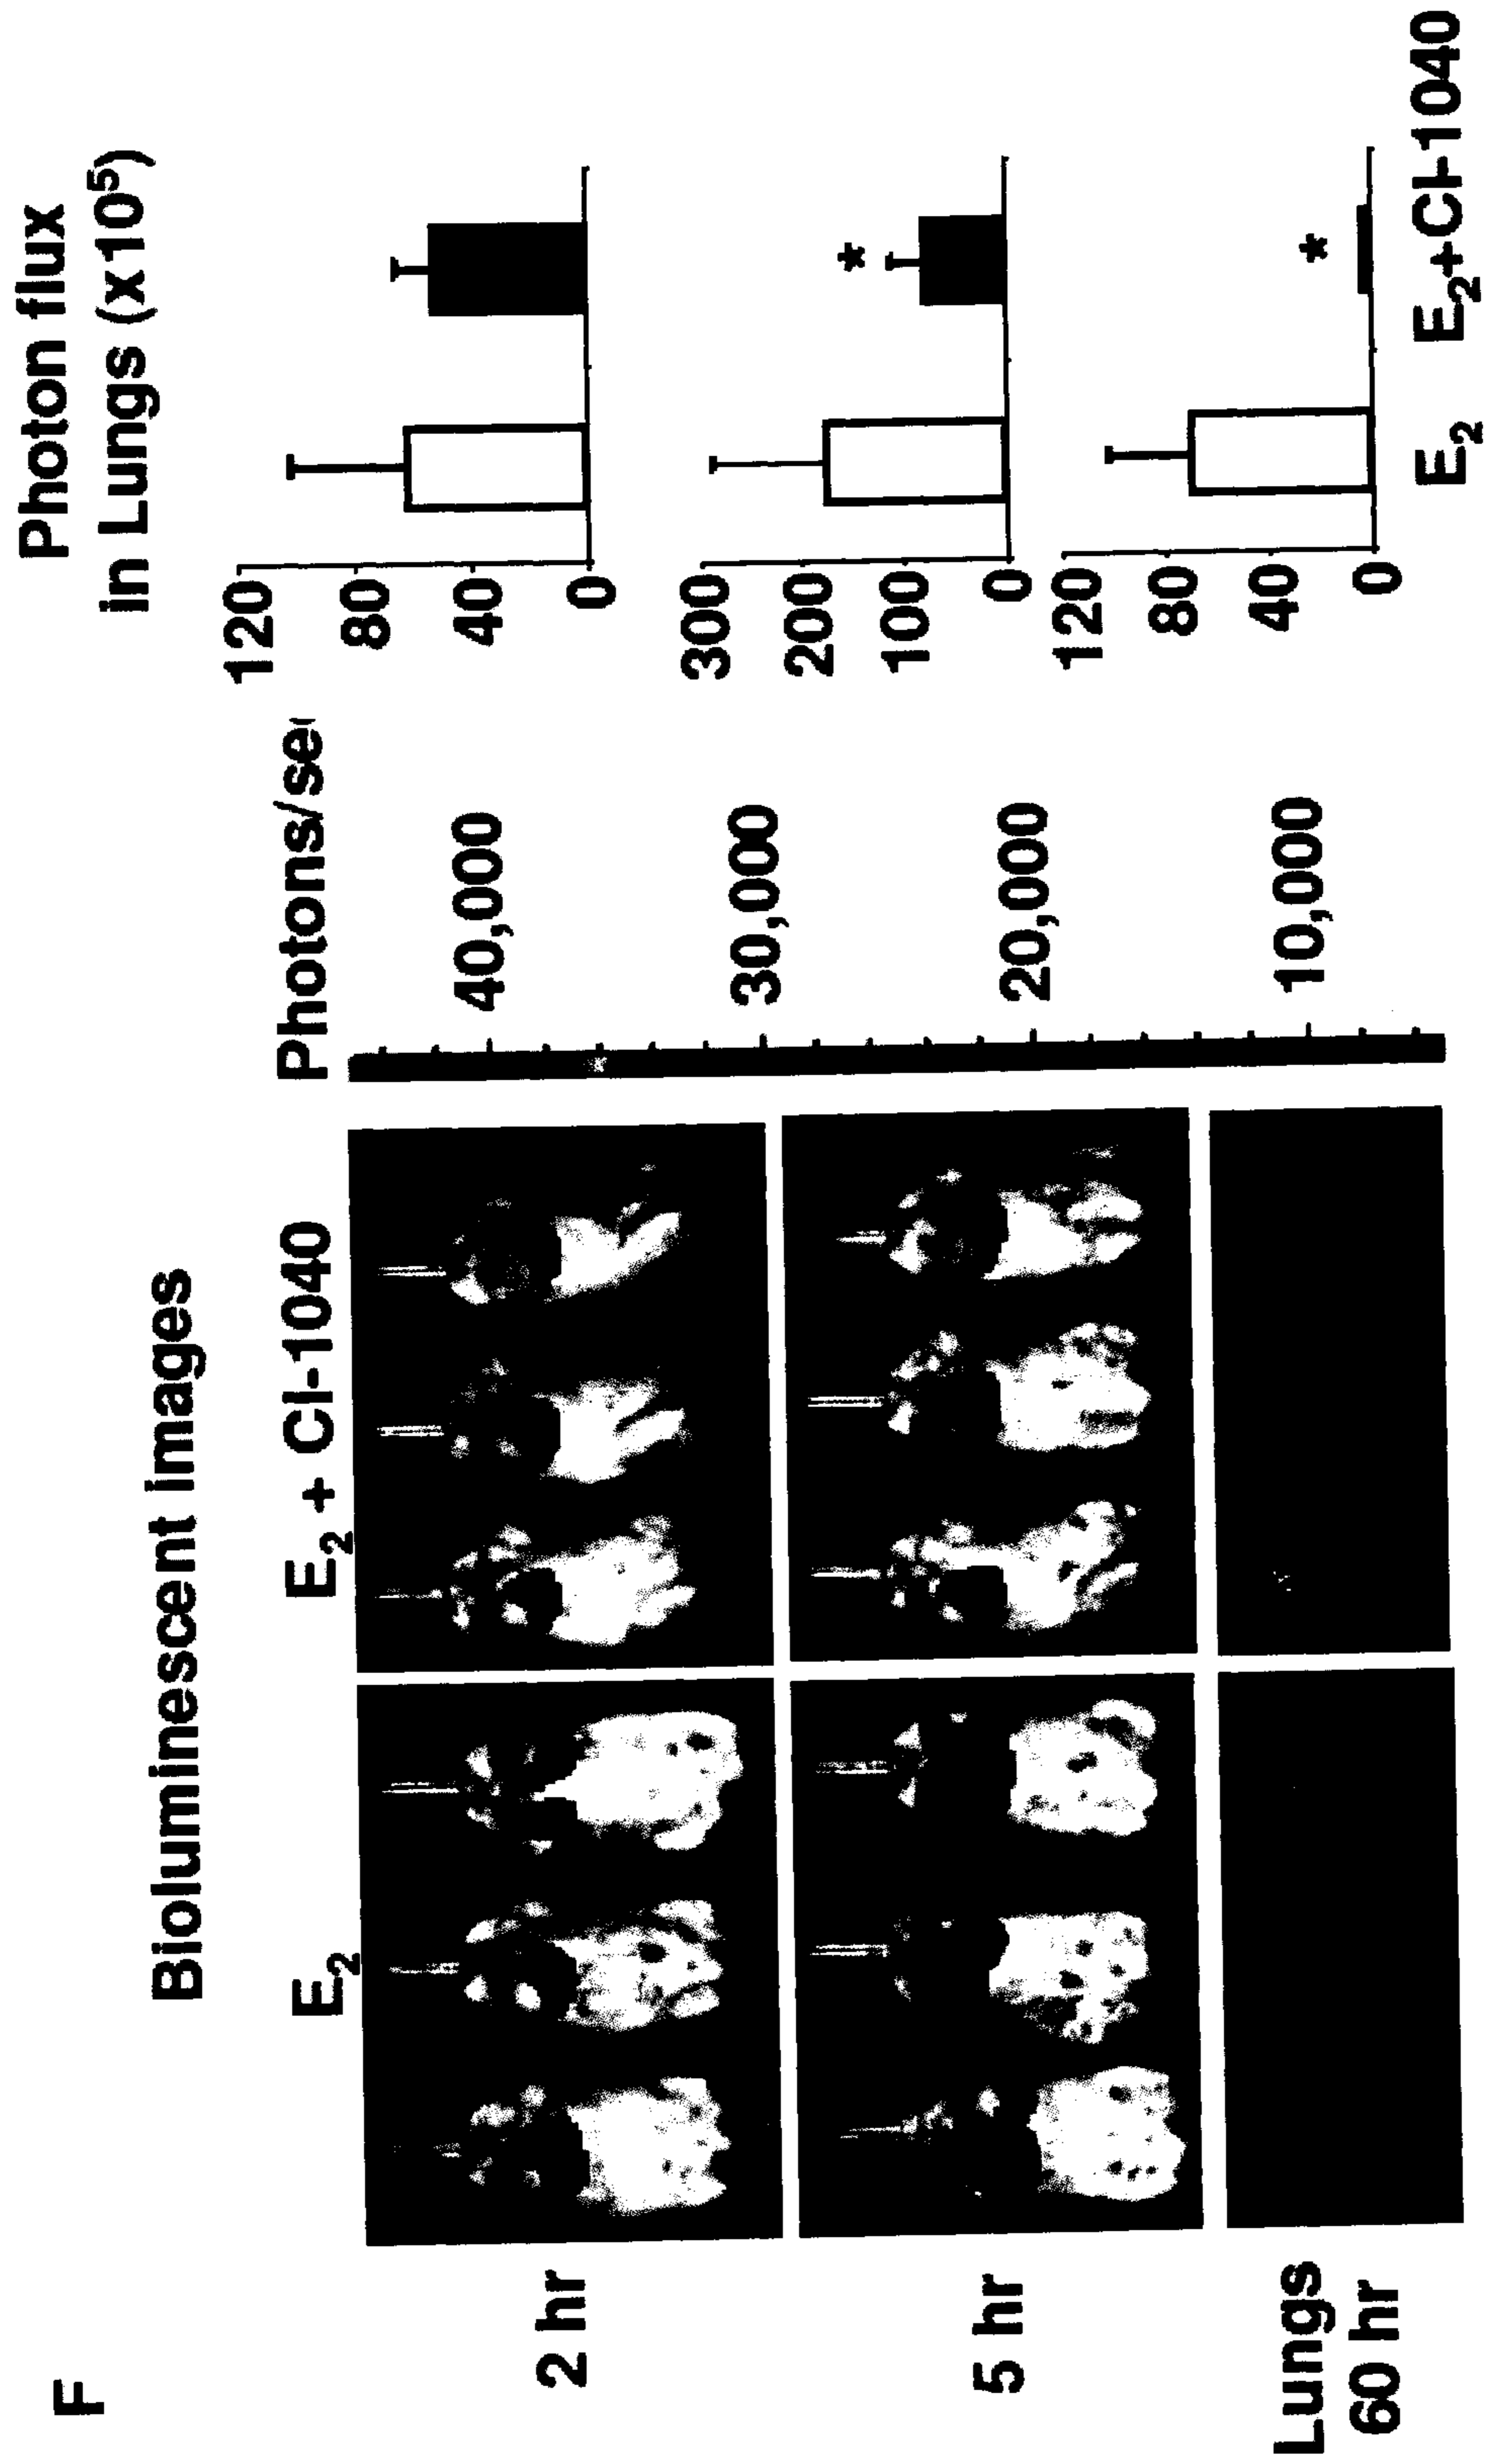 F
Bioluminescent images
Photon flux
in Lungs (x10⁵)
E₂
E₂ + CI-1040
Photons/se
2 hr
40,000
30,000
20,000
10,000
120
80
40
0
5 hr
300
200
100
0
*
Lungs
60 hr
120
80
40
0
*
E₂
E₂+CI-1040